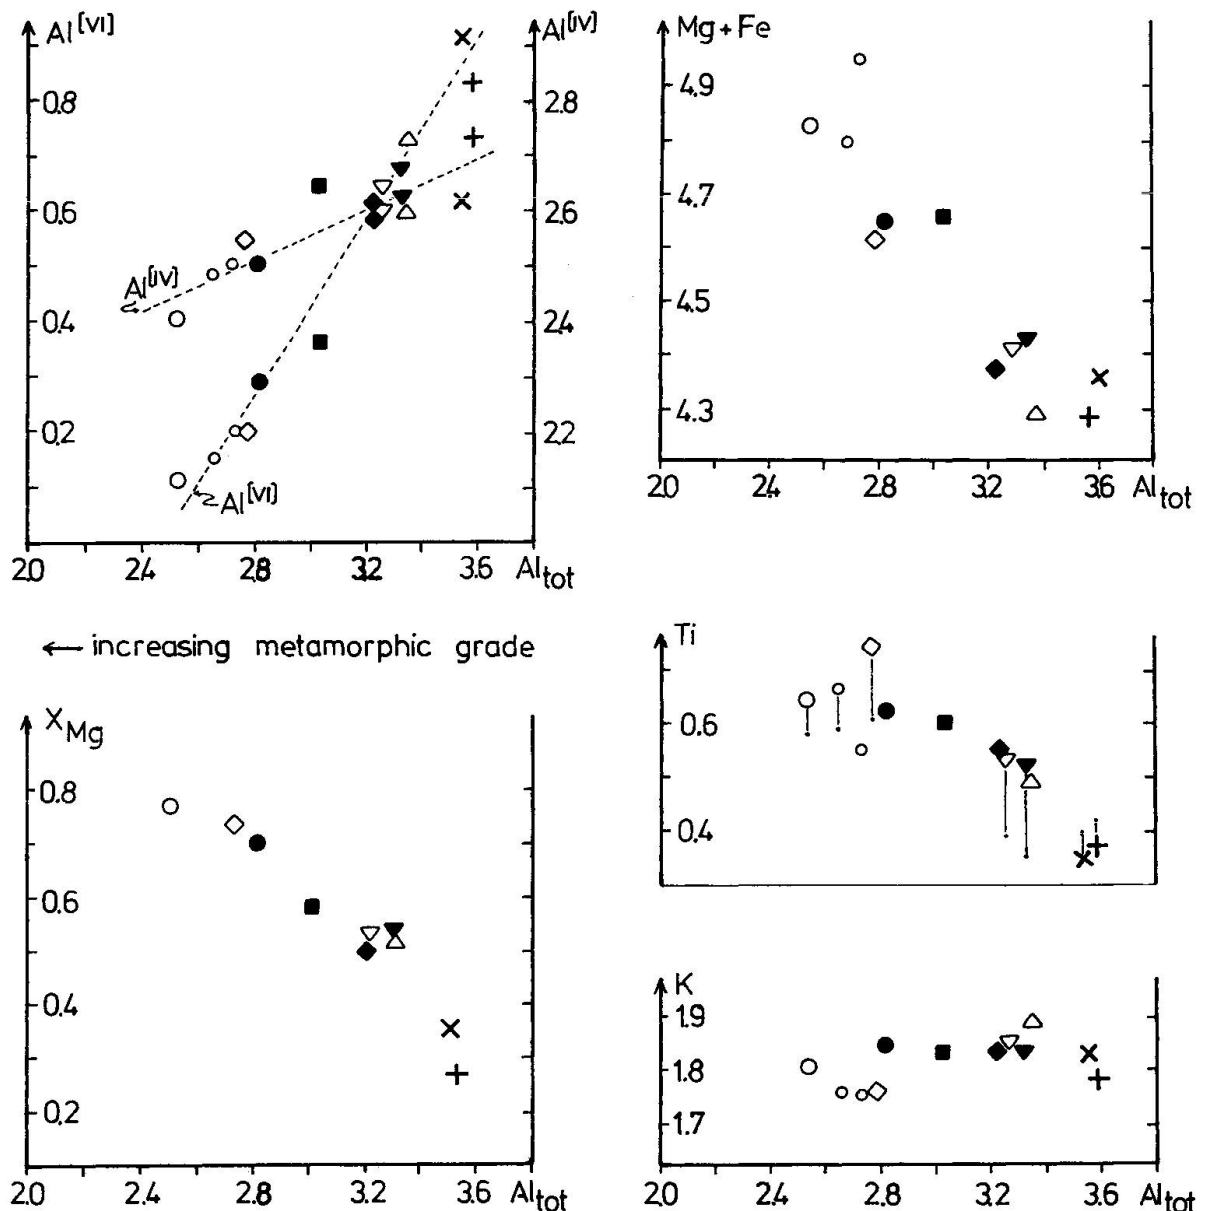 Al[VI]
Al[IV]
0.8
0.6
0.4
0.2
2.8
2.6
2.4
2.2
Al[IV]
Al[VI]
2.0 2.4 2.8 3.2 3.6 Altot
Mg+Fe
4.9
4.7
4.5
4.3
2.0 2.4 2.8 3.2 3.6 Altot
← increasing metamorphic grade
XMg
0.8
0.6
0.4
0.2
2.0 2.4 2.8 3.2 3.6 Altot
Ti
0.6
0.4
K
1.9
1.8
1.7
2.0 2.4 2.8 3.2 3.6 Altot